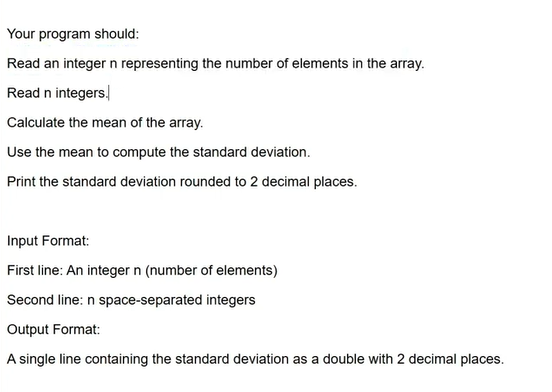 Your program should:
Read an integer n representing the number of elements in the array.
Read n integers.
Calculate the mean of the array.
Use the mean to compute the standard deviation.
Print the standard deviation rounded to 2 decimal places.
Input Format:
First line: An integer n (number of elements)
Second line: n space-separated integers
Output Format:
A single line containing the standard deviation as a double with 2 decimal places.